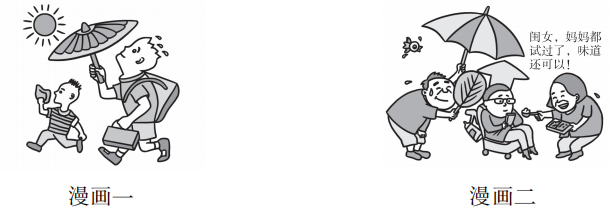 闺女，妈妈都
试过了，味道
还可以！
漫画一
漫画二